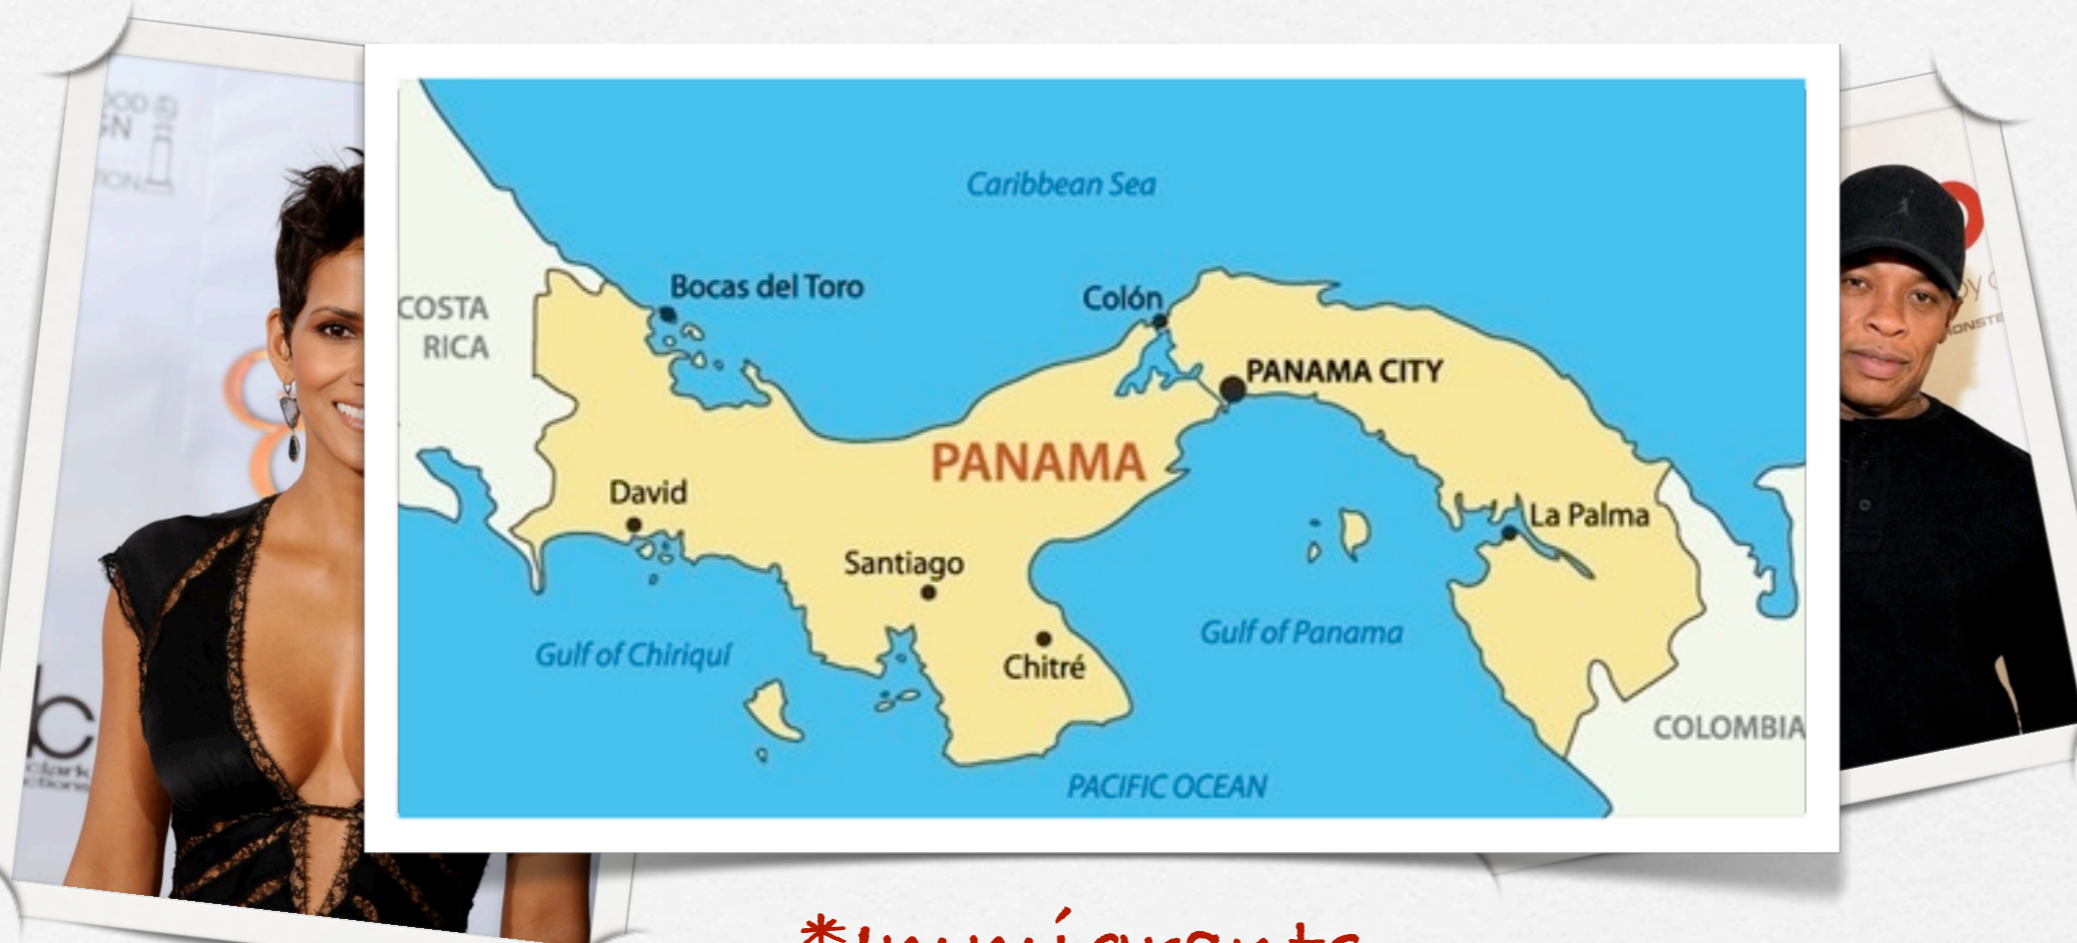 Caribbean Sea
Bocas del Toro
Colón
COSTA
RICA
PANAMA CITY
PANAMA
David
La Palma
Santiago
Gulf of Panama
Gulf of Chiriquí
Chitré
COLOMBIA
PACIFIC OCEAN